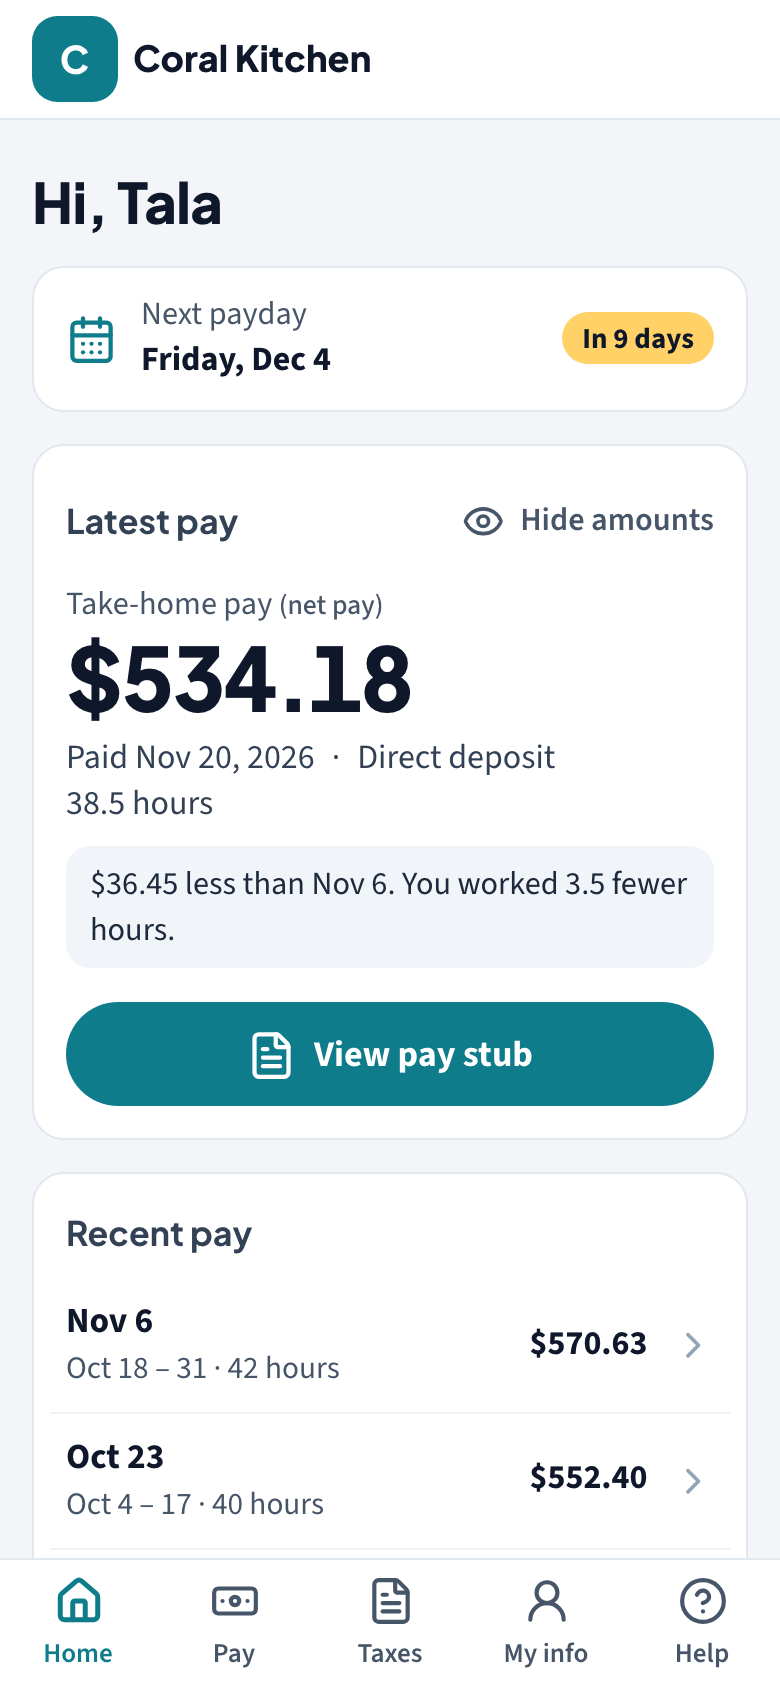 C
Coral Kitchen
Hi, Tala
Next payday
Friday, Dec 4
In 9 days
Latest pay
Hide amounts
Take-home pay (net pay)
$534.18
Paid Nov 20, 2026 · Direct deposit
38.5 hours
$36.45 less than Nov 6. You worked 3.5 fewer
hours.
View pay stub
Recent pay
Nov 6
Oct 18 – 31 · 42 hours
$570.63
Oct 23
Oct 4 – 17 · 40 hours
$552.40
Home
Pay
Taxes
My info
Help